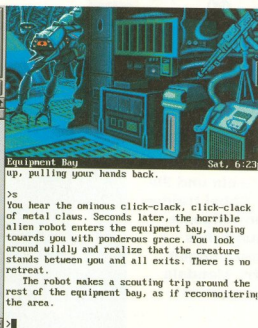 Equipment Bay Sat, 6:23
up, pulling your hands back.
>s
You hear the ominous click-clack, click-clack
of metal claws. Seconds later, the horrible
alien robot enters the equipment bay, moving
towards you with ponderous grace. You look
around wildly and realize that the creature
stands between you and all exits. There is no
retreat.
The robot makes a scouting trip around the
rest of the equipment bay, as if reconnoitering
the area.
>